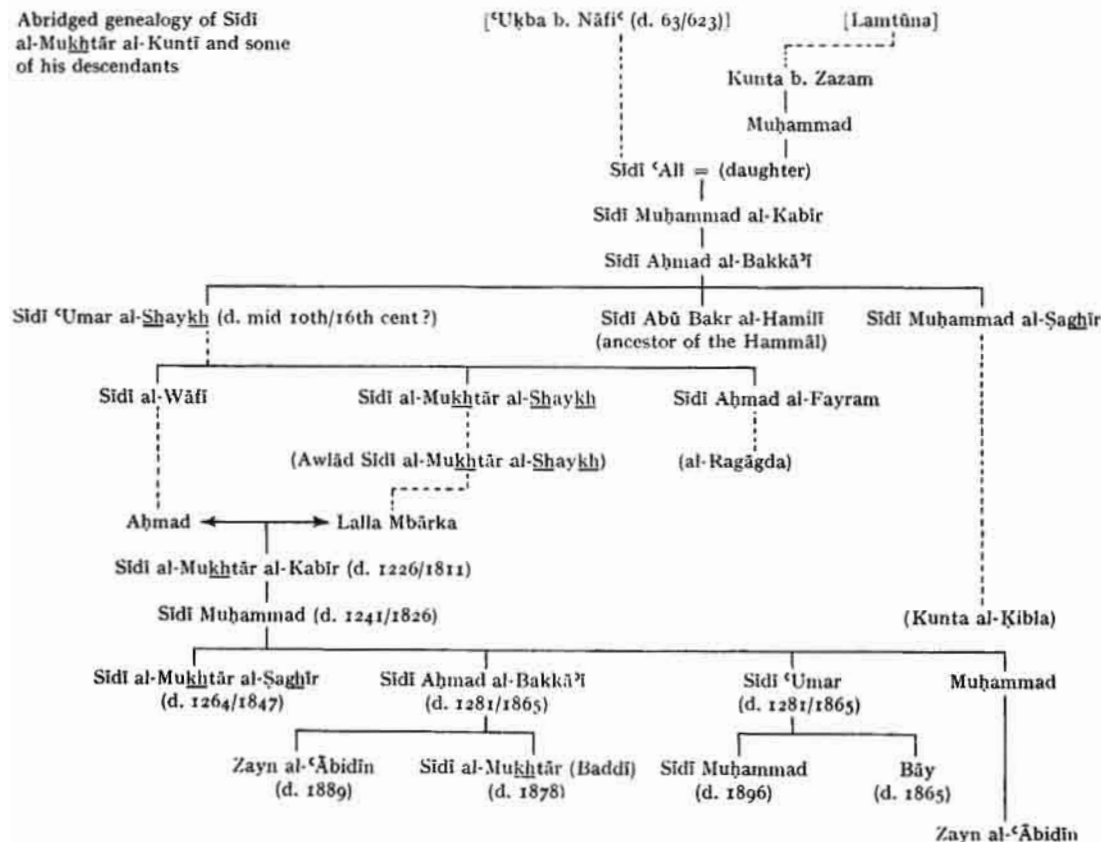 Abridged genealogy of Sīdī
al-Mukhtār al-Kuntī and some
of his descendants
[ʿUḳba b. Nāfiʿ (d. 63/623)] [Lamtūna]
Kunta b. Zazam
Muḥammad
Sīdī ʿAlī = (daughter)
Sīdī Muḥammad al-Kabīr
Sīdī Aḥmad al-Bakkāʾī
Sīdī ʿUmar al-Shaykh (d. mid 10th/16th cent?) Sīdī Abū Bakr al-Hamilī Sīdī Muḥammad al-Ṣaghīr
(ancestor of the Hammāl)
Sīdī al-Wāfī Sīdī al-Mukhtār al-Shaykh Sīdī Aḥmad al-Fayram
(Awlād Sīdī al-Mukhtār al-Shaykh) (al-Ragāgda)
Aḥmad Lalla Mbārka
Sīdī al-Mukhtār al-Kabīr (d. 1226/1811)
Sīdī Muḥammad (d. 1241/1826) (Kunta al-Ḳibla)
Sīdī al-Mukhtār al-Ṣaghīr Sīdī Aḥmad al-Bakkāʾī Sīdī ʿUmar Muḥammad
(d. 1264/1847) (d. 1281/1865) (d. 1281/1865)
Zayn al-ʿĀbidīn Sīdī al-Mukhtār (Baddī) Sīdī Muḥammad Bāy
(d. 1889) (d. 1878) (d. 1896) (d. 1865)
Zayn al-ʿĀbidīn